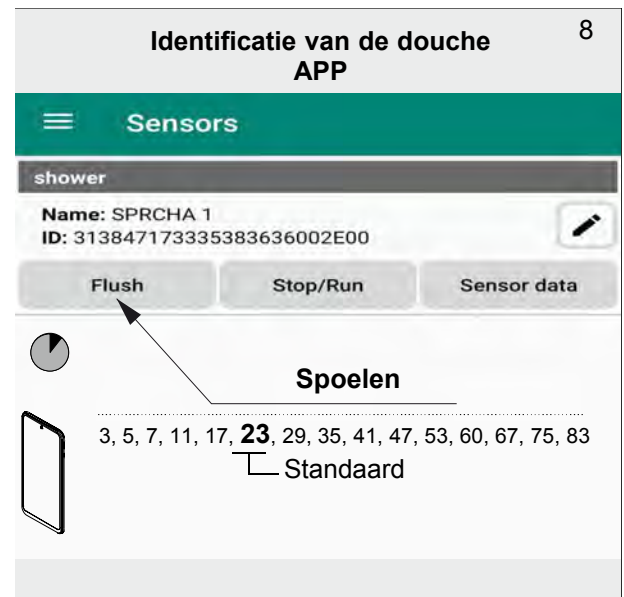 Identificatie van de douche
APP
8
Sensors
shower
Name: SPRCHA 1
ID: 3138471733335383636002E00
Flush
Stop/Run
Sensor data
Spoelen
3, 5, 7, 11, 17, 23, 29, 35, 41, 47, 53, 60, 67, 75, 83
Standaard